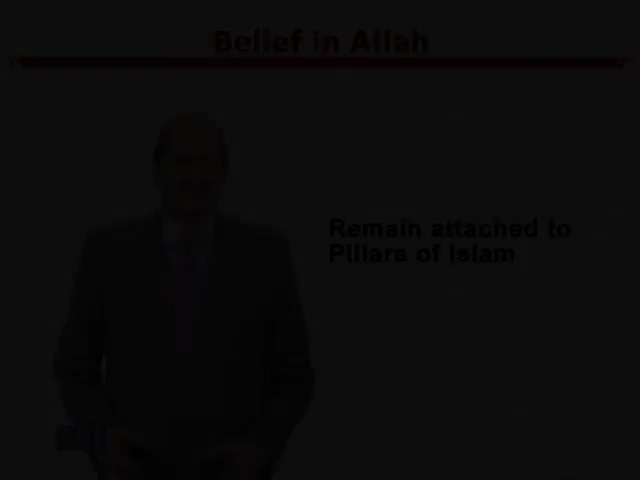 Belief in Allah
Remain attached to
Pillars of Islam